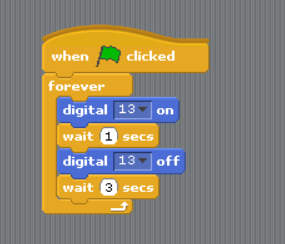 when clicked
forever
digital 13 on
wait 1 secs
digital 13 off
wait 3 secs